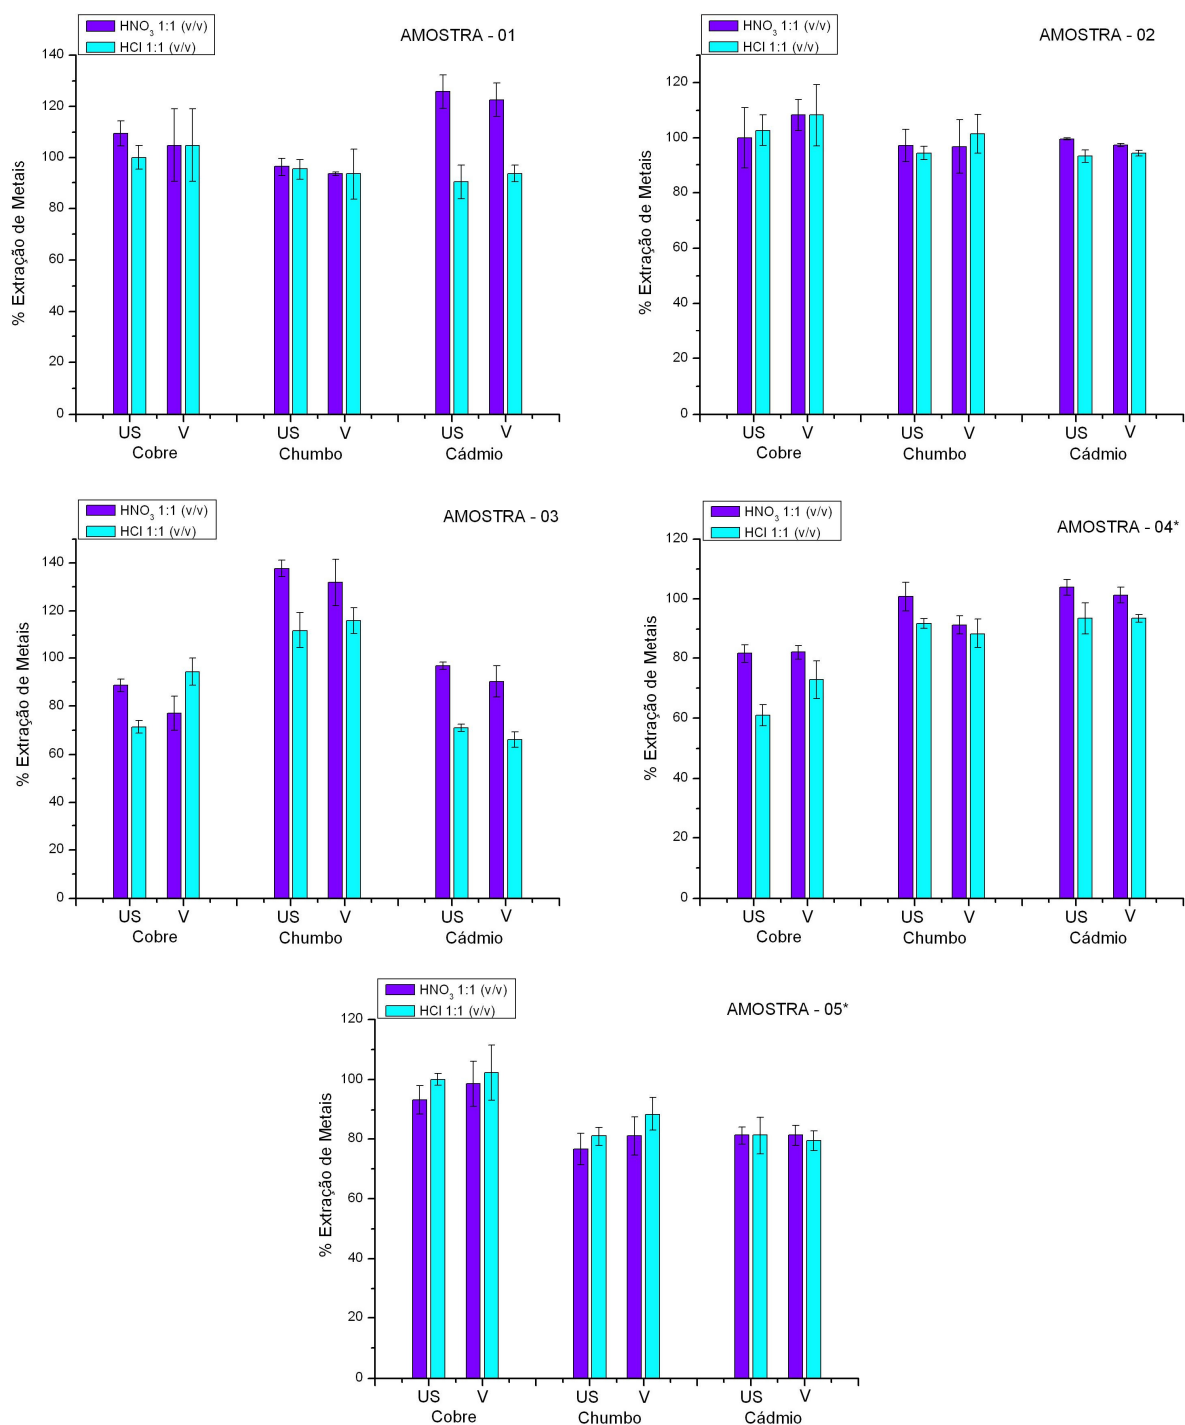 HNO3 1:1 (v/v)
HCl 1:1 (v/v)
AMOSTRA - 01
% Extração de Metais
140
120
100
80
60
40
20
0
US V US V US V
Cobre Chumbo Cádmio
HNO3 1:1 (v/v)
HCl 1:1 (v/v)
AMOSTRA - 02
% Extração de Metais
120
100
80
60
40
20
0
US V US V US V
Cobre Chumbo Cádmio
HNO3 1:1 (v/v)
HCl 1:1 (v/v)
AMOSTRA - 03
% Extração de Metais
140
120
100
80
60
40
20
0
US V US V US V
Cobre Chumbo Cádmio
HNO3 1:1 (v/v)
HCl 1:1 (v/v)
AMOSTRA - 04*
% Extração de Metais
120
100
80
60
40
20
0
US V US V US V
Cobre Chumbo Cádmio
HNO3 1:1 (v/v)
HCl 1:1 (v/v)
AMOSTRA - 05*
% Extração de Metais
120
100
80
60
40
20
0
US V US V US V
Cobre Chumbo Cádmio